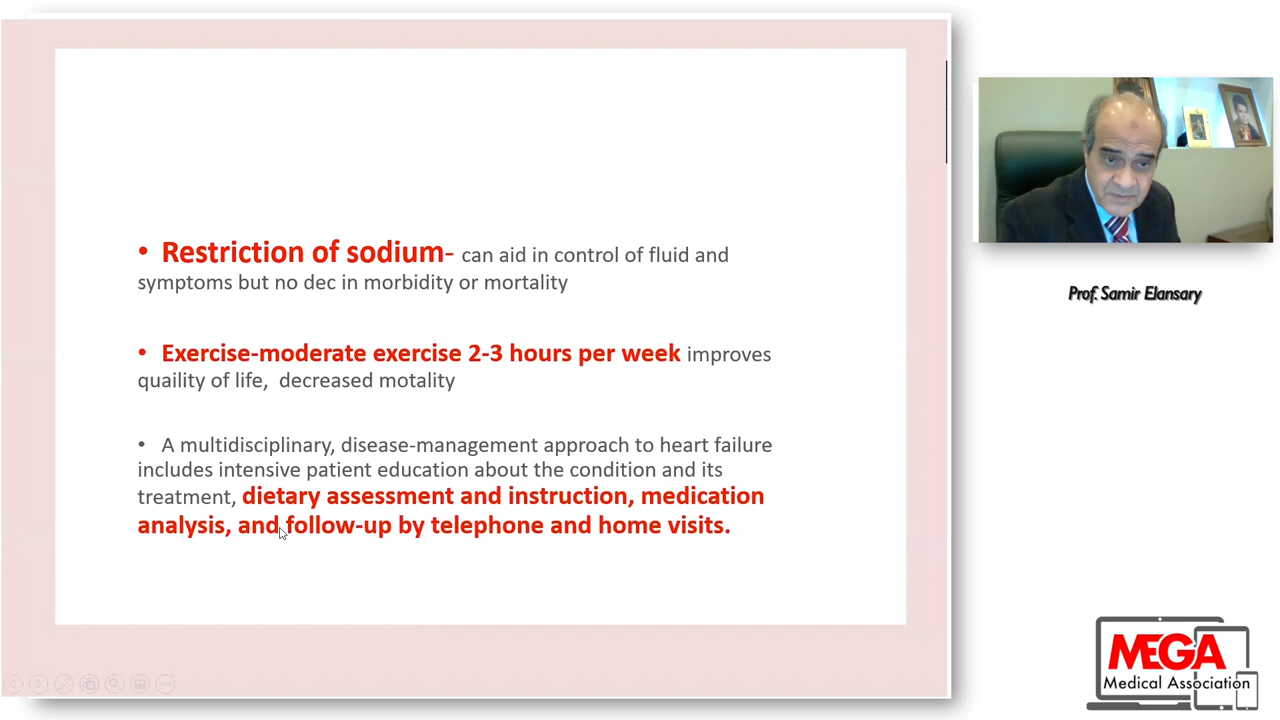 • Restriction of sodium- can aid in control of fluid and
symptoms but no dec in morbidity or mortality
• Exercise-moderate exercise 2-3 hours per week improves
quaility of life, decreased motality
• A multidisciplinary, disease-management approach to heart failure
includes intensive patient education about the condition and its
treatment, dietary assessment and instruction, medication
analysis, and follow-up by telephone and home visits.
Prof. Samir Elansary
MEGA
Medical Association